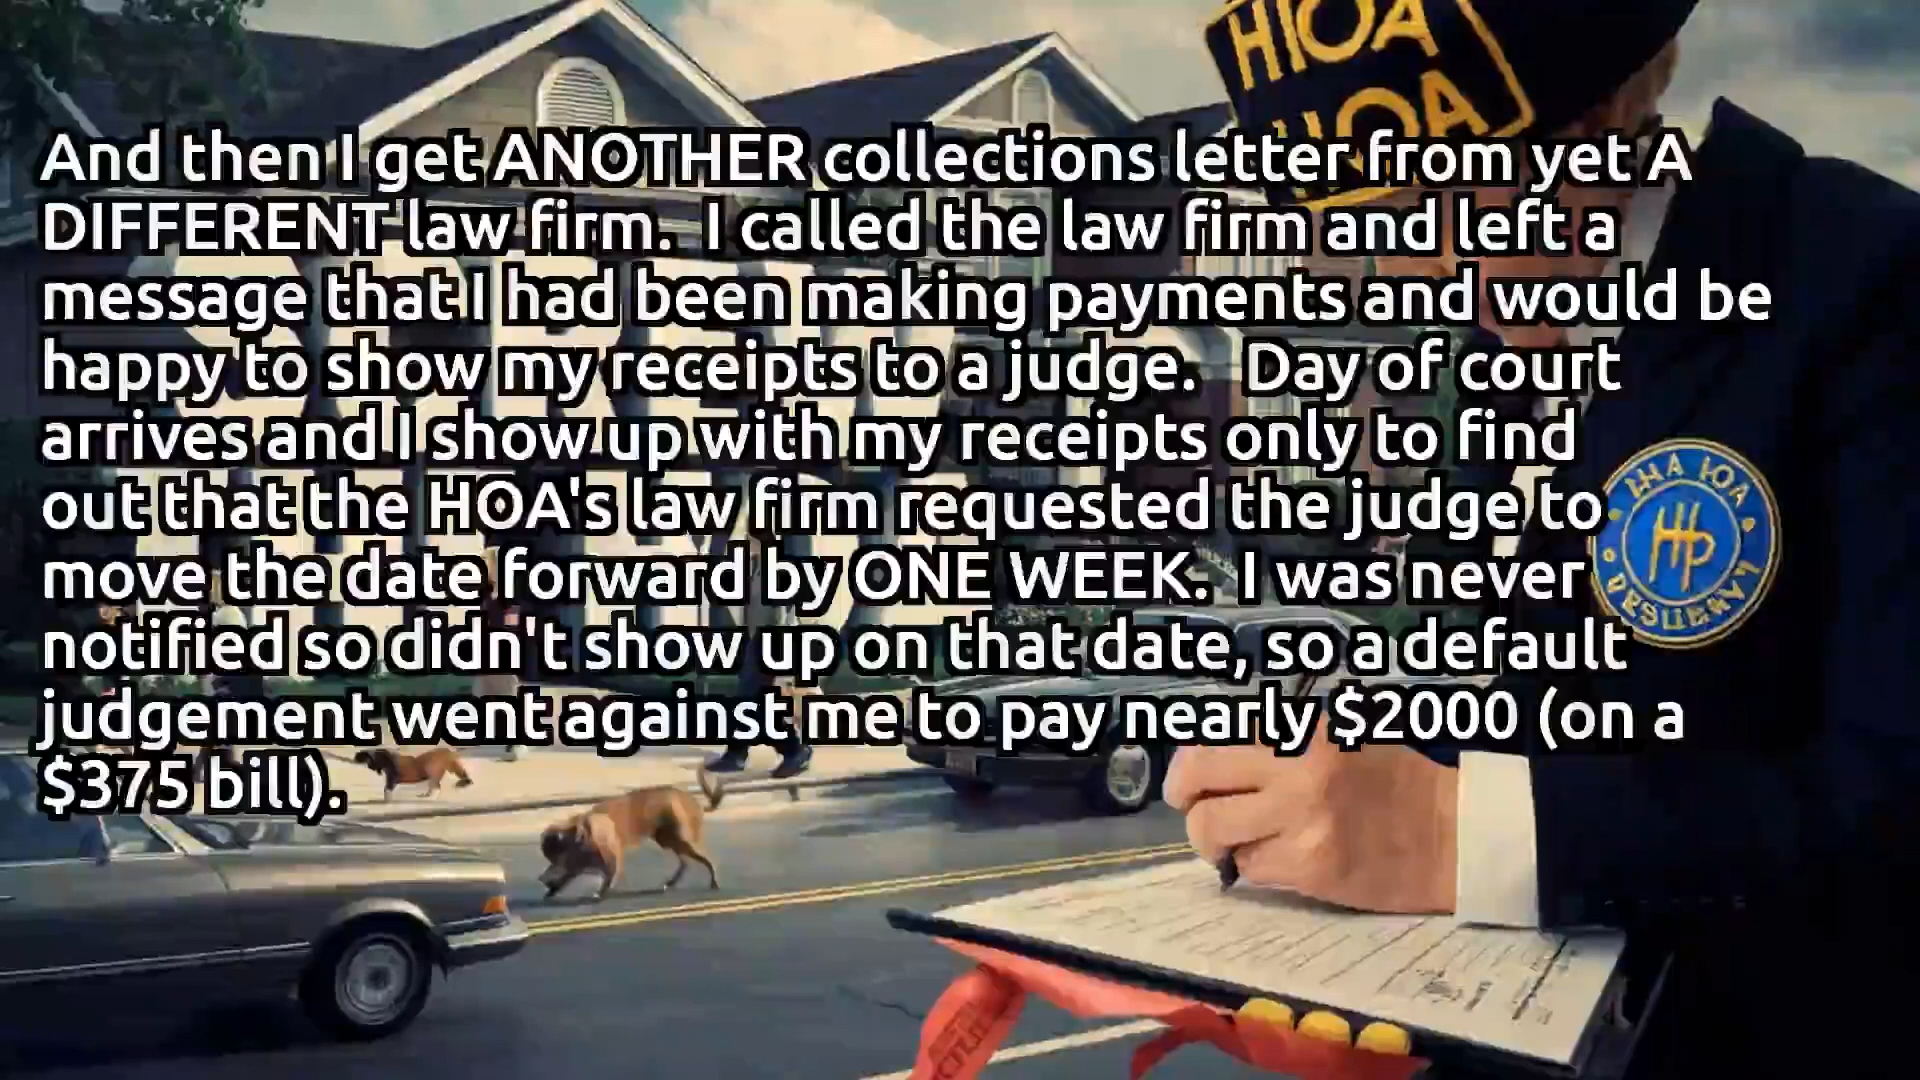 HIOA
HOA
And then I get ANOTHER collections letter from yet A
DIFFERENT law firm.  I called the law firm and left a
message that I had been making payments and would be
happy to show my receipts to a judge.   Day of court
arrives and I show up with my receipts only to find
out that the HOA's law firm requested the judge to
move the date forward by ONE WEEK.  I was never
notified so didn't show up on that date, so a default
judgement went against me to pay nearly $2000 (on a
$375 bill).